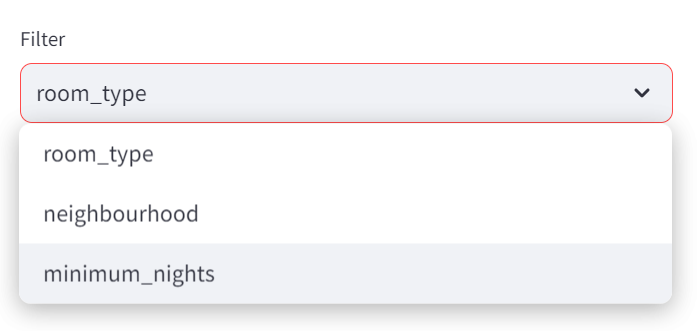 Filter
room_type
room_type
neighbourhood
minimum_nights